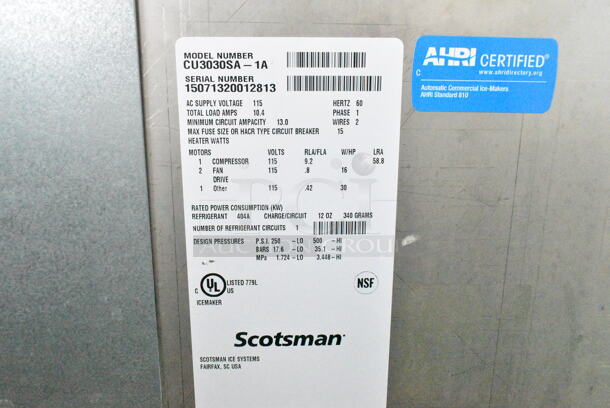 MODEL NUMBER
CU3030SA-1A
SERIAL NUMBER
15071320012813
AC SUPPLY VOLTAGE 115 HERTZ 60
TOTAL LOAD AMPS 10.4 PHASE 1
MINIMUM CIRCUIT AMPACITY 13.0 WIRES 2
MAX FUSE SIZE OR HACR TYPE CIRCUIT BREAKER 15
HEATER WATTS
MOTORS VOLTS RLA/FLA W/HP LRA
1 COMPRESSOR 115 9.2 58.8
2 FAN 115 .8 16
DRIVE
1 Other 115 .42 30
RATED POWER CONSUMPTION (KW)
REFRIGERANT 404A CHARGE/CIRCUIT 12 OZ 340 GRAMS
NUMBER OF REFRIGERANT CIRCUITS 1
DESIGN PRESSURES P.S.I. 250 -LO 500 -HI
BARS 17.6 -LO 35.1 -HI
MPa 1.724 -LO 3.448-HI
C UL LISTED 779L
US
ICEMAKER
NSF
Scotsman
SCOTSMAN ICE SYSTEMS
FAIRFAX, SC USA
AHRI CERTIFIED®
C www.ahridirectory.org
Automatic Commercial Ice-Makers
AHRI Standard 810